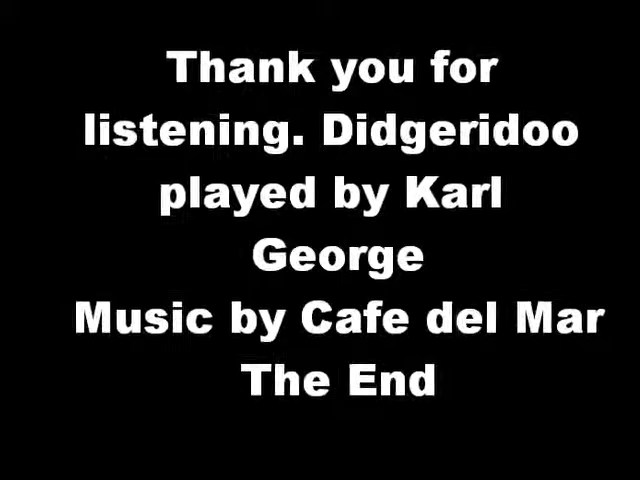 Thank you for
listening. Didgeridoo
played by Karl
George
Music by Cafe del Mar
The End